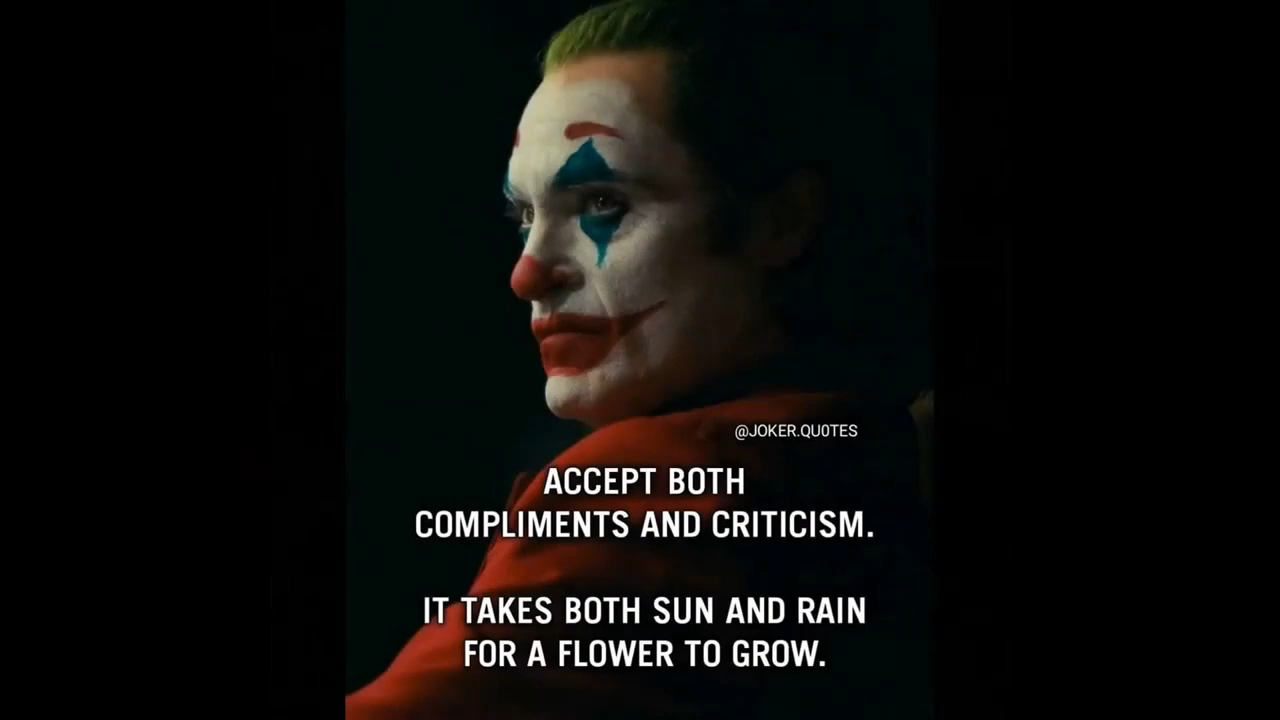 @JOKER.QU0TES
ACCEPT BOTH
COMPLIMENTS AND CRITICISM.
IT TAKES BOTH SUN AND RAIN
FOR A FLOWER TO GROW.